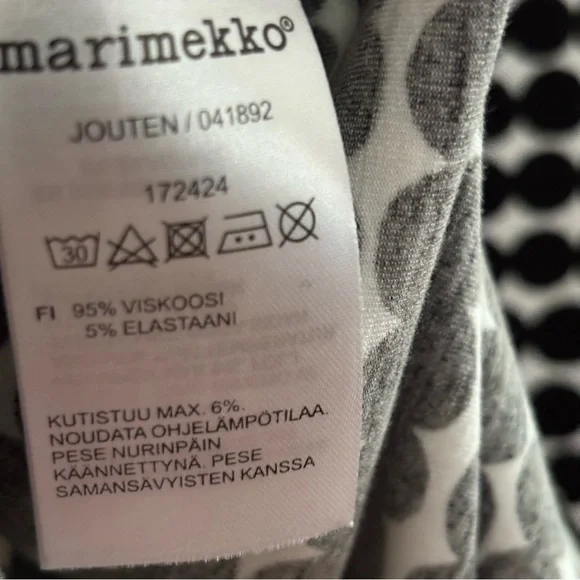 marimekko®
JOUTEN / 041892
172424
30
FI 95% VISKOOSI
5% ELASTAANI
KUTISTUU MAX. 6%.
NOUDATA OHJELÄMPÖTILAA.
PESE NURINPÄIN
KÄÄNNETTYNÄ. PESE
SAMANSÄVYISTEN KANSSA